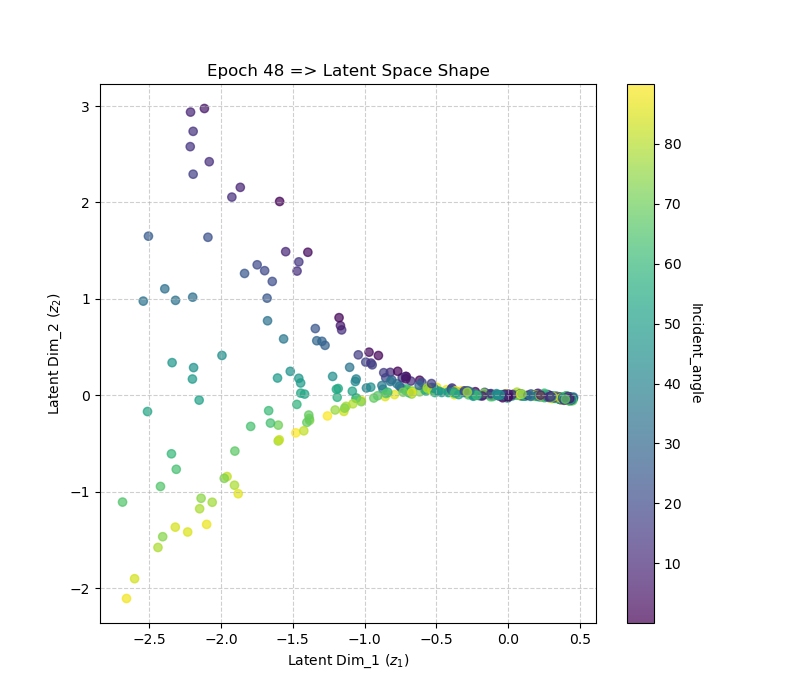 Epoch 48 => Latent Space Shape
3
2
1
0
−1
−2
Latent Dim_2 (z₂)
−2.5 −2.0 −1.5 −1.0 −0.5 0.0 0.5
Latent Dim_1 (z₁)
80
70
60
50
40
30
20
10
Incident_angle